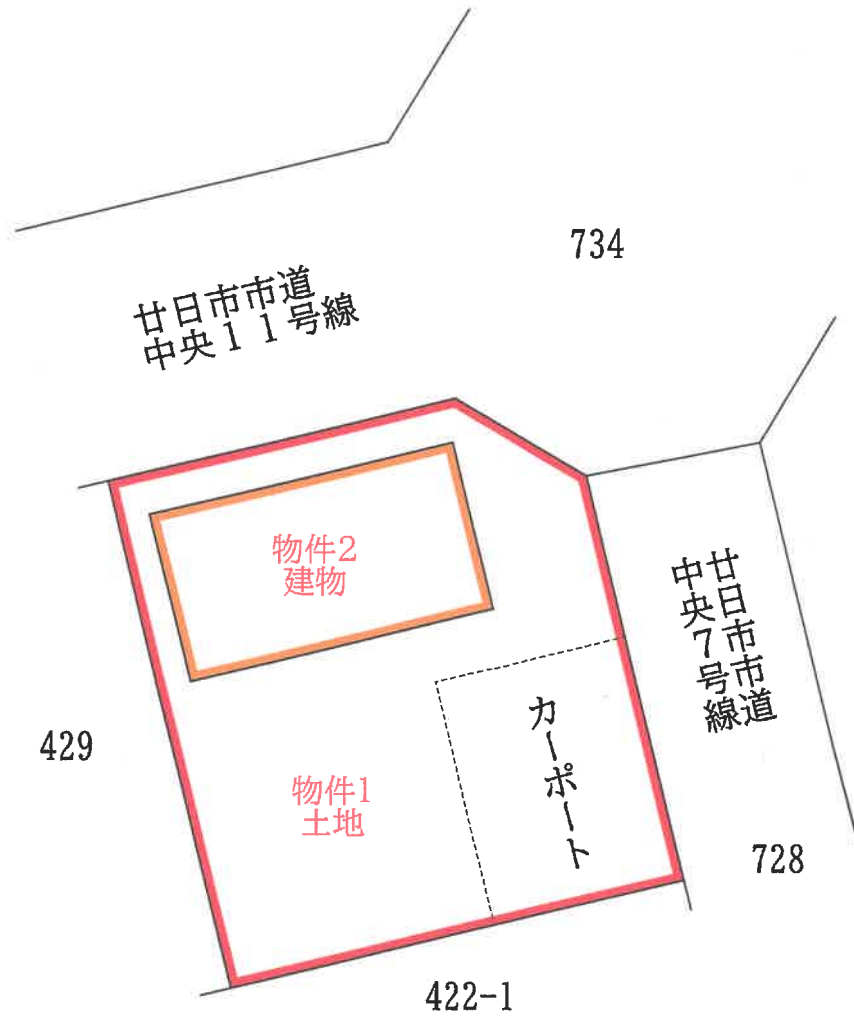 734
廿日市市道
中央１１号線
物件2
建物
廿日市市道
中央７号線
カーポート
429
物件1
土地
728
422-1